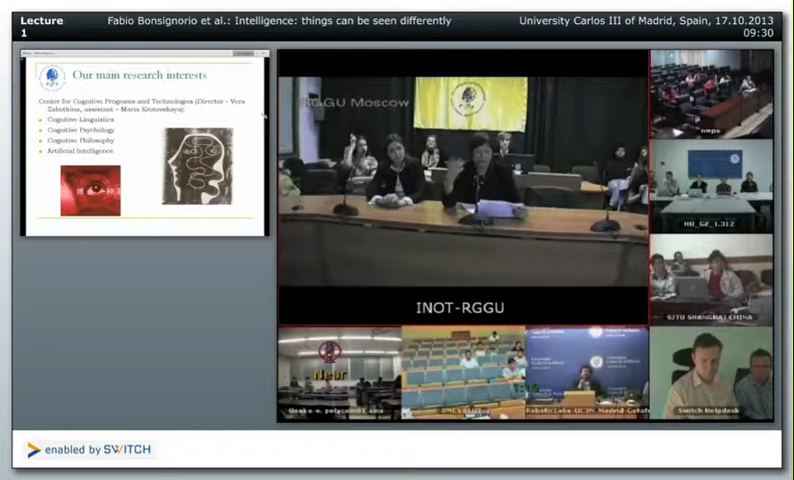 Lecture
1
Fabio Bonsignorio et al.: Intelligence: things can be seen differently
University Carlos III of Madrid, Spain, 17.10.2013
09:30
Our main research interests
Center for Cognitive Programs and Technologies (Director - Vera
Zabotkina, assistant - Maria Krotovskaya):
Cognitive Linguistics
Cognitive Psychology
Cognitive Philosophy
Artificial Intelligence
RGGU Moscow
INOT-RGGU
nwpu
HU_G2_1.312
SJTU SHANGHAI CHINA
Near
Switch Helpdesk
enabled by SWITCH